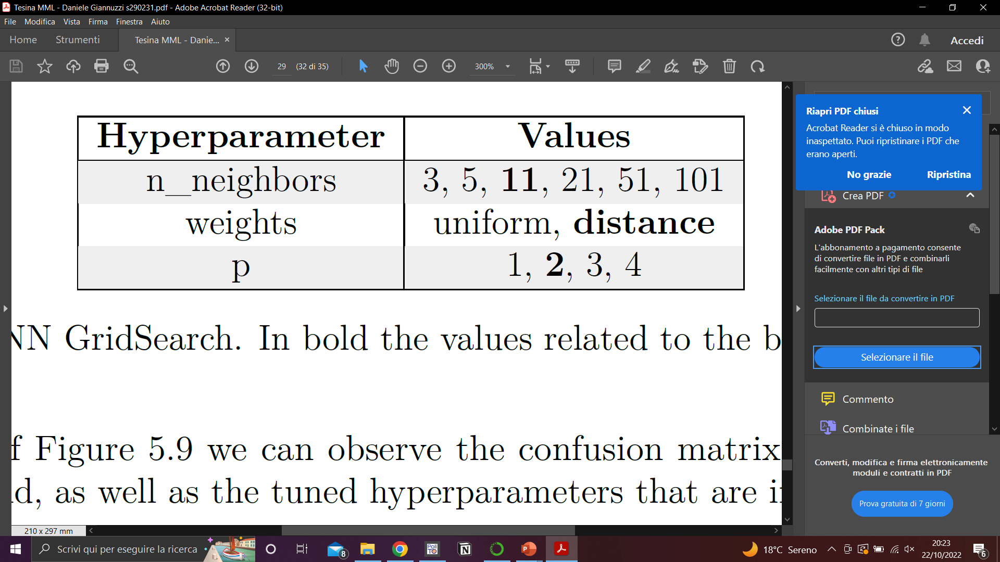 Tesina MML - Daniele Giannuzzi s290231.pdf - Adobe Acrobat Reader (32-bit)
File Modifica Vista Firma Finestra Aiuto
Home Strumenti Tesina MML - Danie... Accedi
29 (32 di 35) 300%
Hyperparameter Values
n_neighbors 3, 5, 11, 21, 51, 101
weights uniform, distance
p 1, 2, 3, 4
NN GridSearch. In bold the values related to the b
f Figure 5.9 we can observe the confusion matrix
d, as well as the tuned hyperparameters that are i
210 x 297 mm
Riapri PDF chiusi
Acrobat Reader si è chiuso in modo
inaspettato. Puoi ripristinare i PDF che
erano aperti.
No grazie Ripristina
Crea PDF
Adobe PDF Pack
L'abbonamento a pagamento consente
di convertire file in PDF e combinarli
facilmente con altri tipi di file
Selezionare il file da convertire in PDF
Selezionare il file
Commento
Combinate i file
Converti, modifica e firma elettronicamente
moduli e contratti in PDF
Prova gratuita di 7 giorni
Scrivi qui per eseguire la ricerca
8
Poli
TO
18°C Sereno
20:23
22/10/2022
6